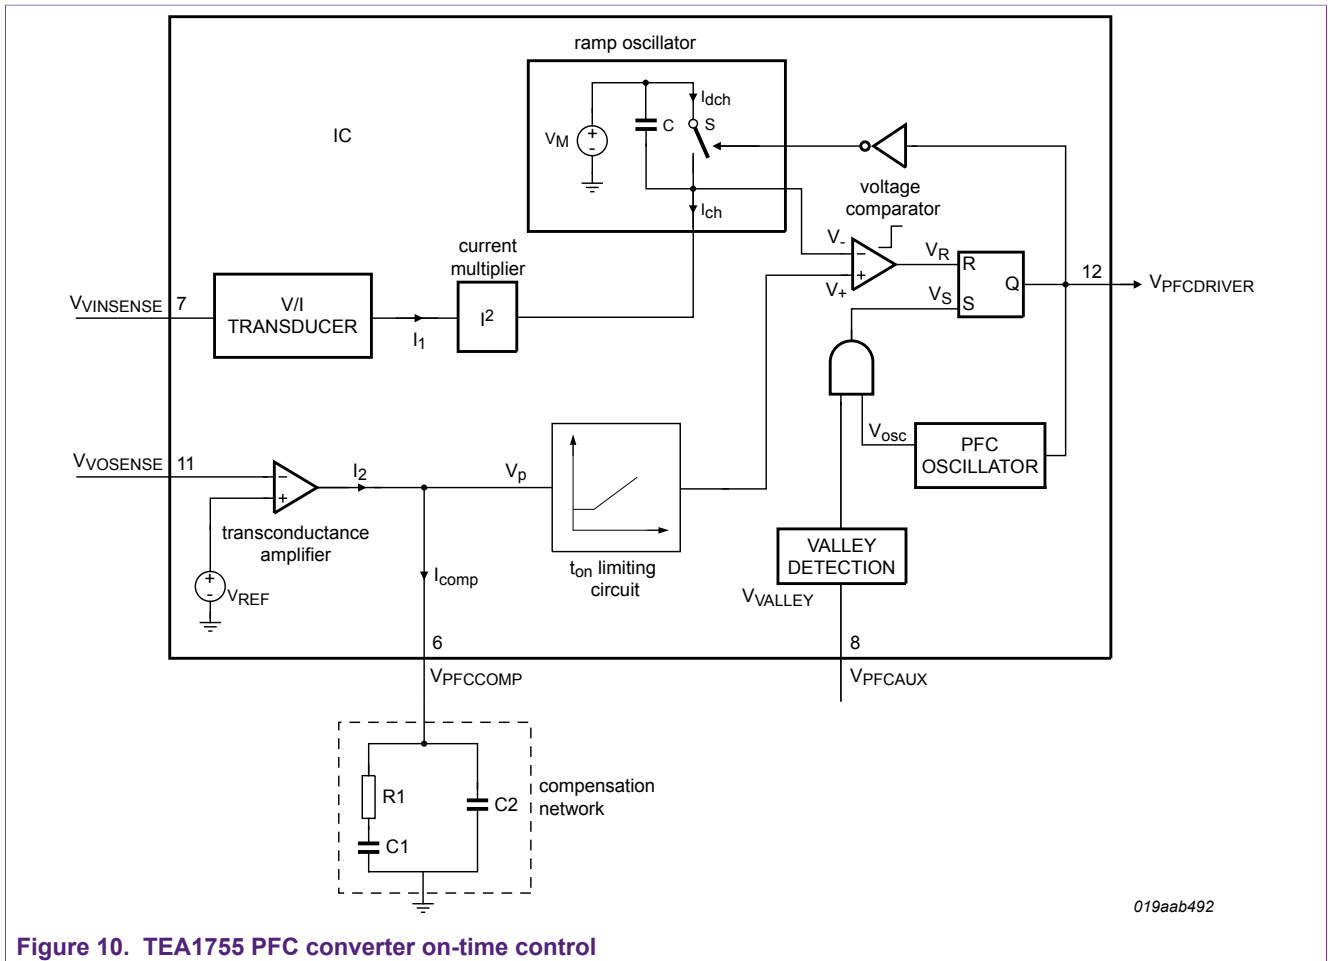 ramp oscillator
IC
Idch
C
S
VM
+
-
Ich
voltage
comparator
current
multiplier
V-
V+
−
+
VR
R
Q
VS
S
12
VPFCDRIVER
VVINSENSE
7
V/I
TRANSDUCER
I1
I²
VVOSENSE
11
−
+
I2
Vp
Vosc
PFC
OSCILLATOR
transconductance
amplifier
ton limiting
circuit
VALLEY
DETECTION
+
-
VREF
Icomp
VVALLEY
6
8
VPFCCOMP
VPFCAUX
R1
C1
C2
compensation
network
019aab492
Figure 10. TEA1755 PFC converter on-time control